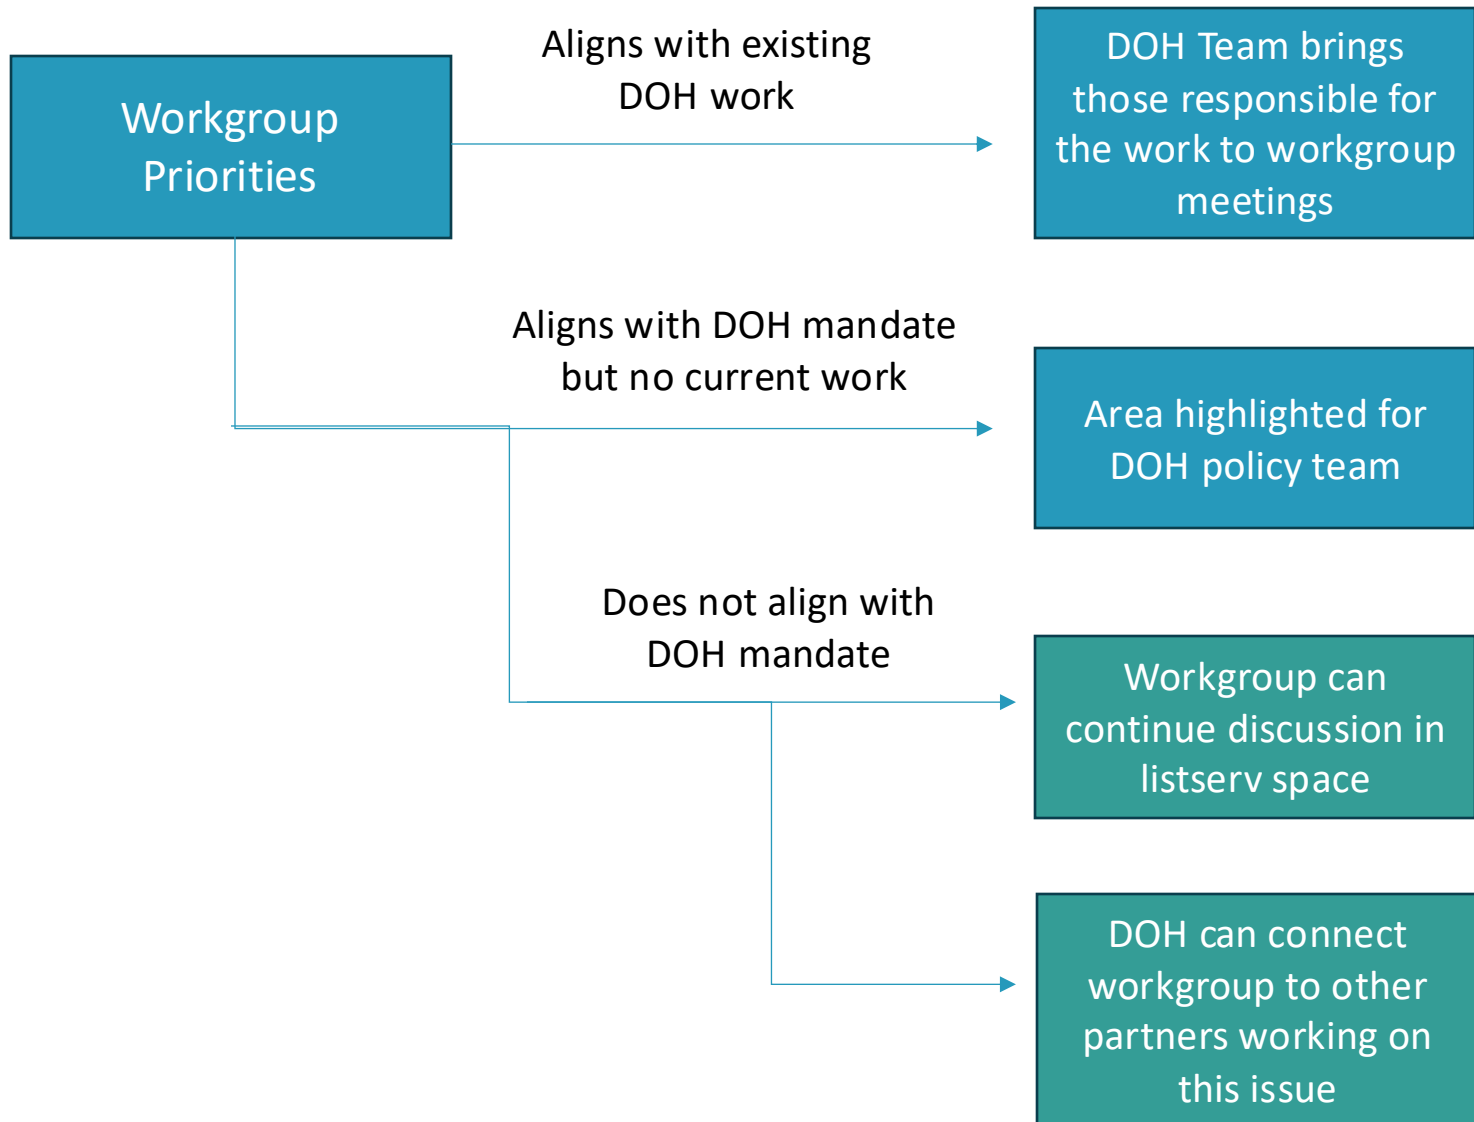 Workgroup
Priorities
Aligns with existing
DOH work
DOH Team brings
those responsible for
the work to workgroup
meetings
Aligns with DOH mandate
but no current work
Area highlighted for
DOH policy team
Does not align with
DOH mandate
Workgroup can
continue discussion in
listserv space
DOH can connect
workgroup to other
partners working on
this issue